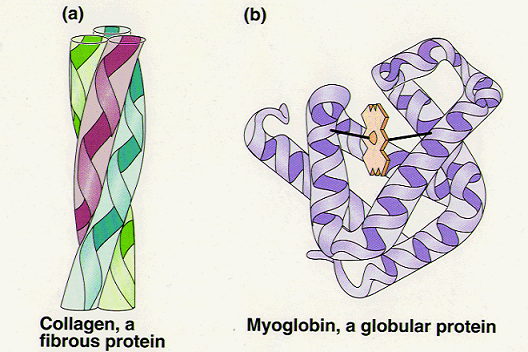 (a)
(b)
Collagen, a
fibrous protein
Myoglobin, a globular protein